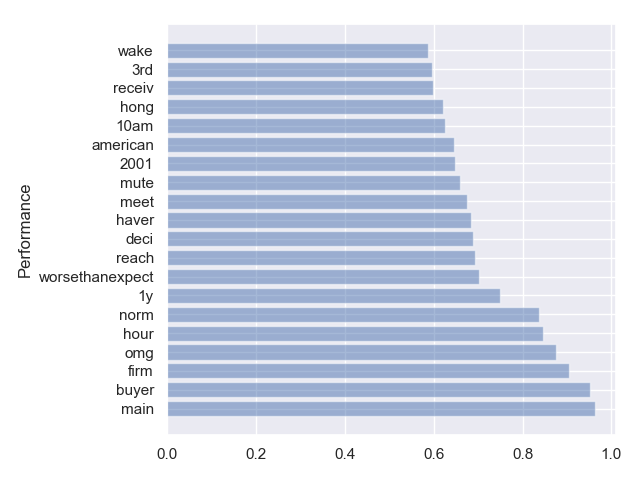 wake
3rd
receiv
hong
10am
american
2001
mute
meet
haver
deci
reach
worsethanexpect
1y
norm
hour
omg
firm
buyer
main
Performance
0.0 0.2 0.4 0.6 0.8 1.0